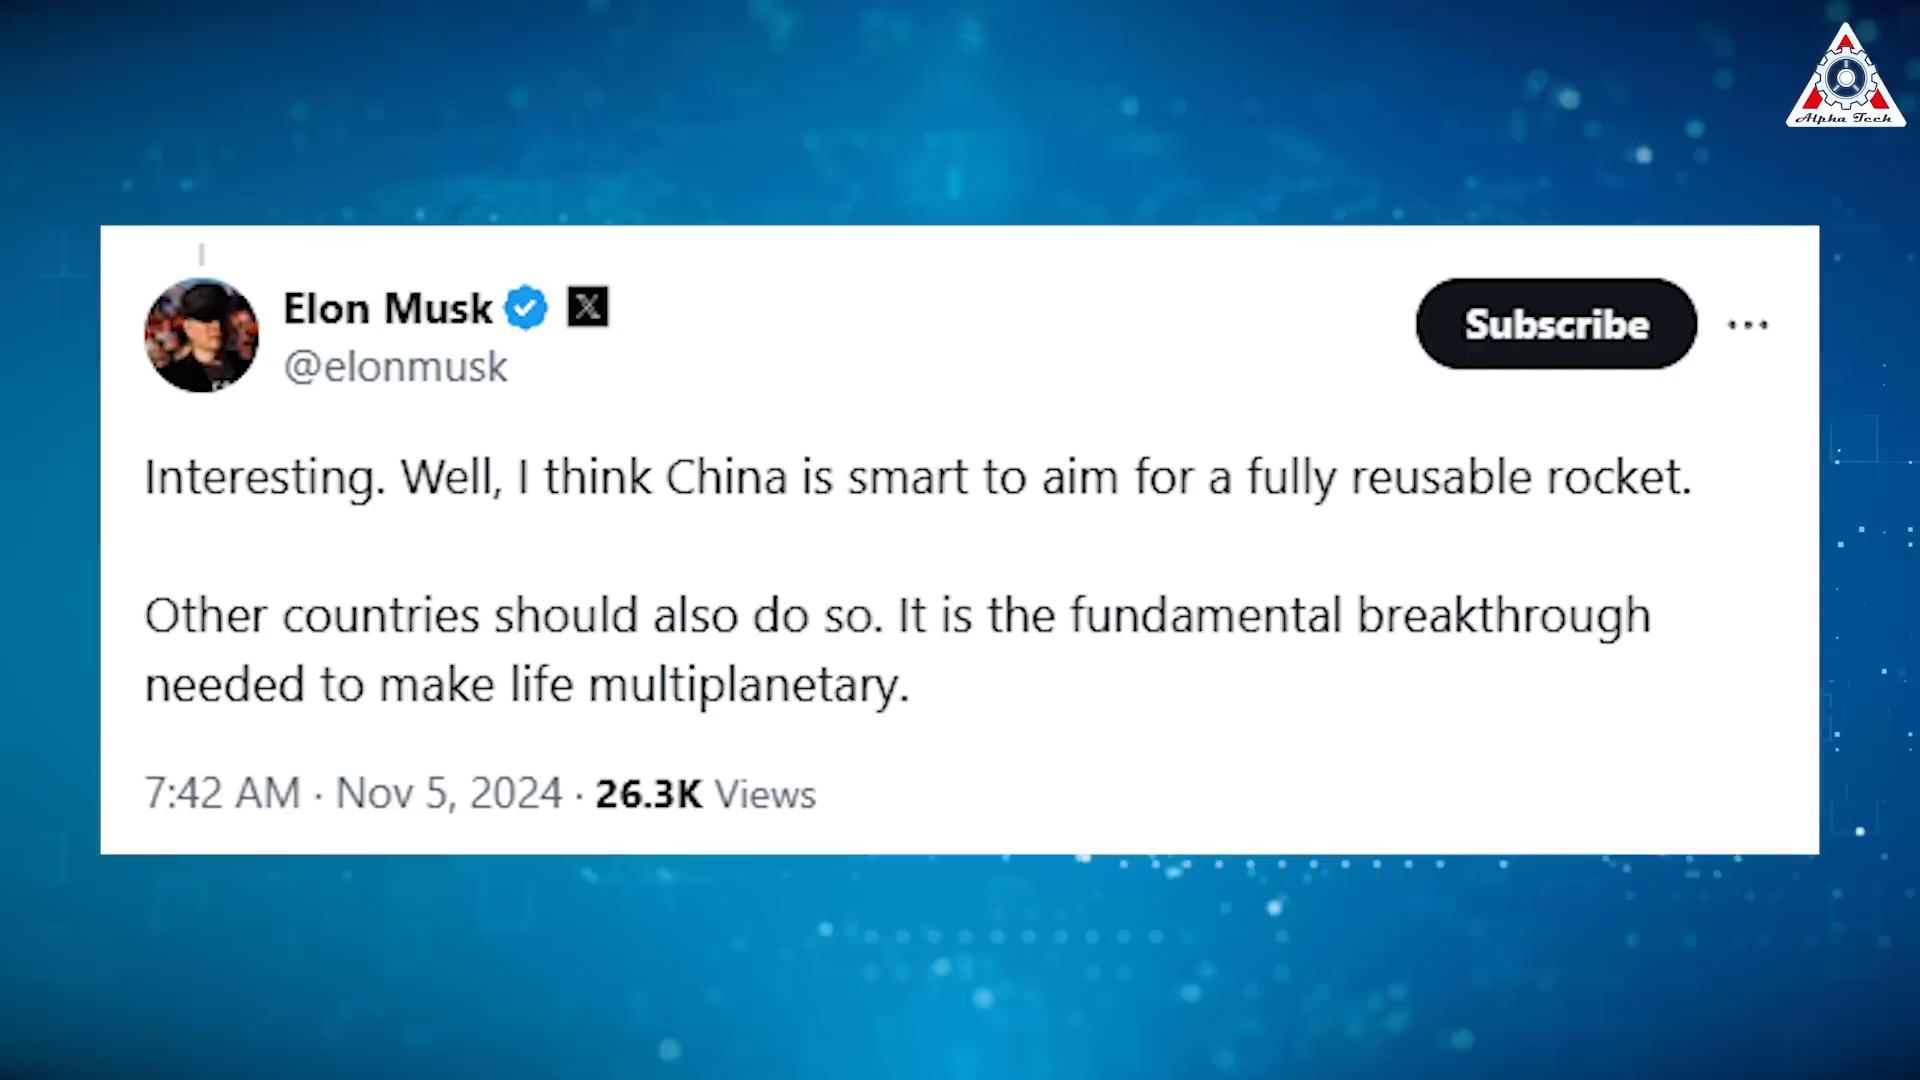 Alpha Tech
Elon Musk
@elonmusk
Subscribe
Interesting. Well, I think China is smart to aim for a fully reusable rocket.
Other countries should also do so. It is the fundamental breakthrough
needed to make life multiplanetary.
7:42 AM · Nov 5, 2024 · 26.3K Views